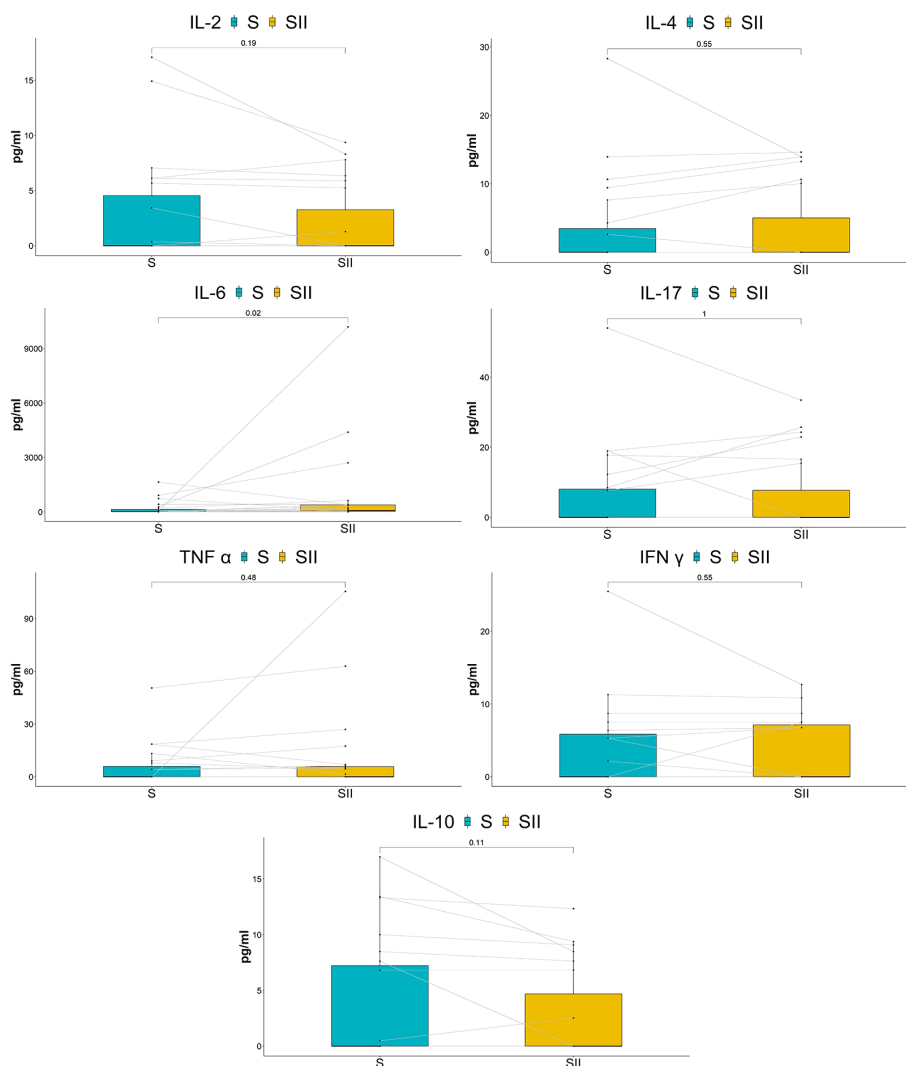 IL-2 S SII
IL-4 S SII
pg/ml
0.19
15
10
5
0
S SII
pg/ml
0.55
30
20
10
0
S SII
IL-6 S SII
IL-17 S SII
pg/ml
0.02
9000
6000
3000
0
S SII
pg/ml
1
40
20
0
S SII
TNF α S SII
IFN γ S SII
pg/ml
0.48
90
60
30
0
S SII
pg/ml
0.55
20
10
0
S SII
IL-10 S SII
pg/ml
0.11
15
10
5
0
S SII